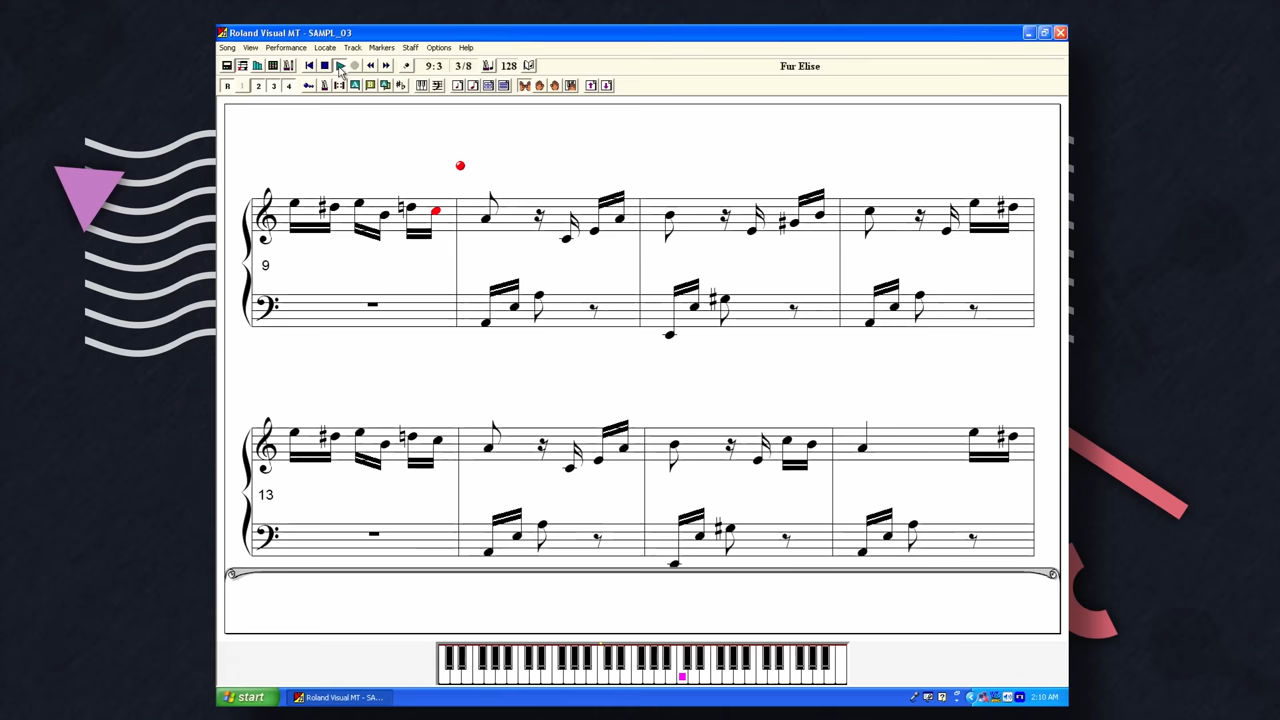 Roland Visual MT - SAMPL_03
Song View Performance Locate Track Markers Staff Options Help
9:3 3/8 128 Fur Elise
R 1 2 3 4
9
13
start Roland Visual MT - SA... 2:10 AM